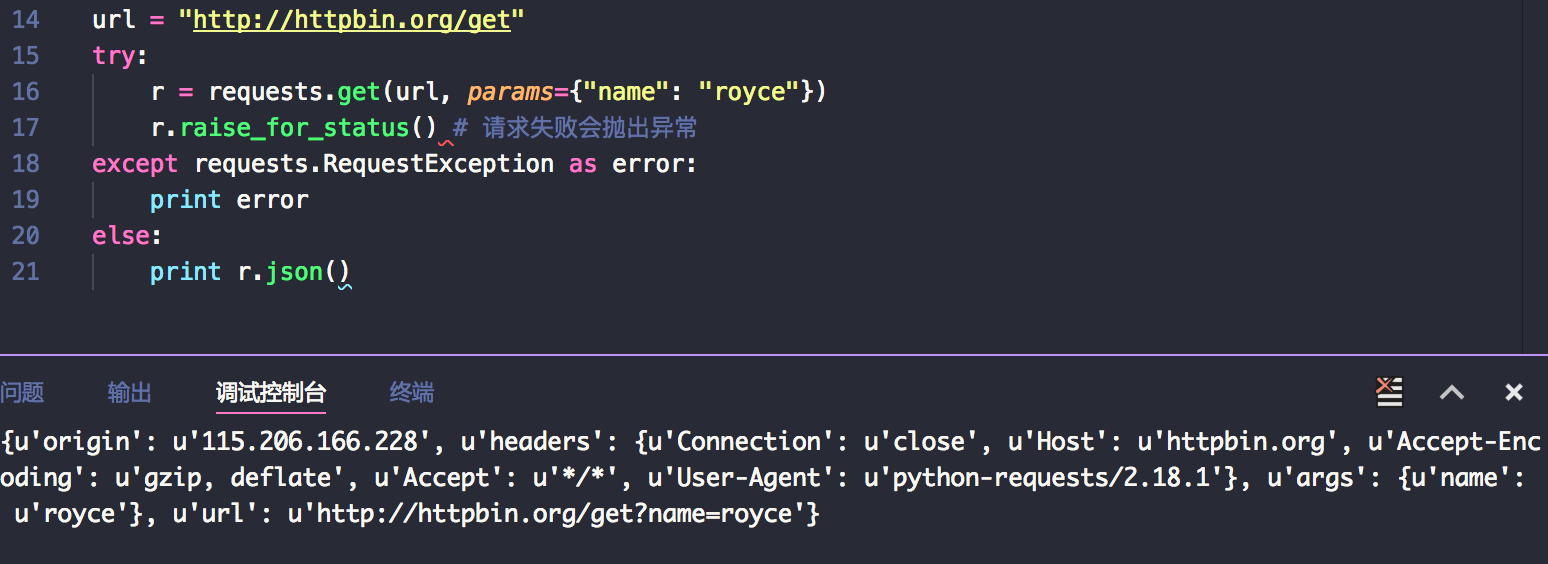 14 url = "http://httpbin.org/get"
15 try:
16     r = requests.get(url, params={"name": "royce"})
17     r.raise_for_status() # 请求失败会抛出异常
18 except requests.RequestException as error:
19     print error
20 else:
21     print r.json()
问题 输出 调试控制台 终端
{u'origin': u'115.206.166.228', u'headers': {u'Connection': u'close', u'Host': u'httpbin.org', u'Accept-Enc
oding': u'gzip, deflate', u'Accept': u'*/*', u'User-Agent': u'python-requests/2.18.1'}, u'args': {u'name':
 u'royce'}, u'url': u'http://httpbin.org/get?name=royce'}